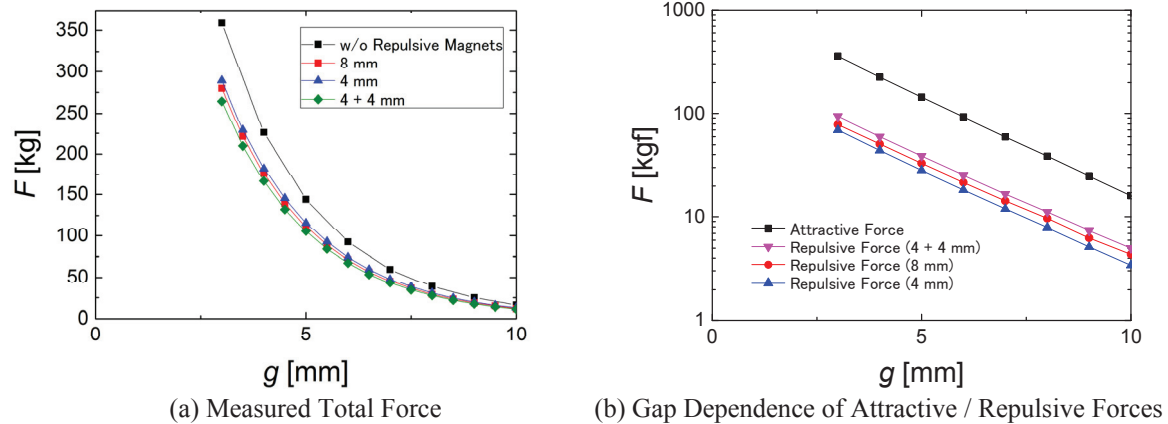 350
300
250
200
150
100
50
0
F [kg]
w/o Repulsive Magnets
8 mm
4 mm
4 + 4 mm
0
5
10
g [mm]
(a) Measured Total Force
1000
100
10
1
F [kgf]
Attractive Force
Repulsive Force (4 + 4 mm)
Repulsive Force (8 mm)
Repulsive Force (4 mm)
0
5
10
g [mm]
(b) Gap Dependence of Attractive / Repulsive Forces